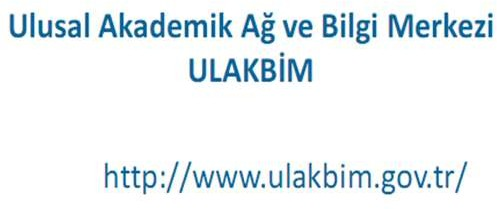 Ulusal Akademik Ağ ve Bilgi Merkezi
ULAKBİM
http://www.ulakbim.gov.tr/